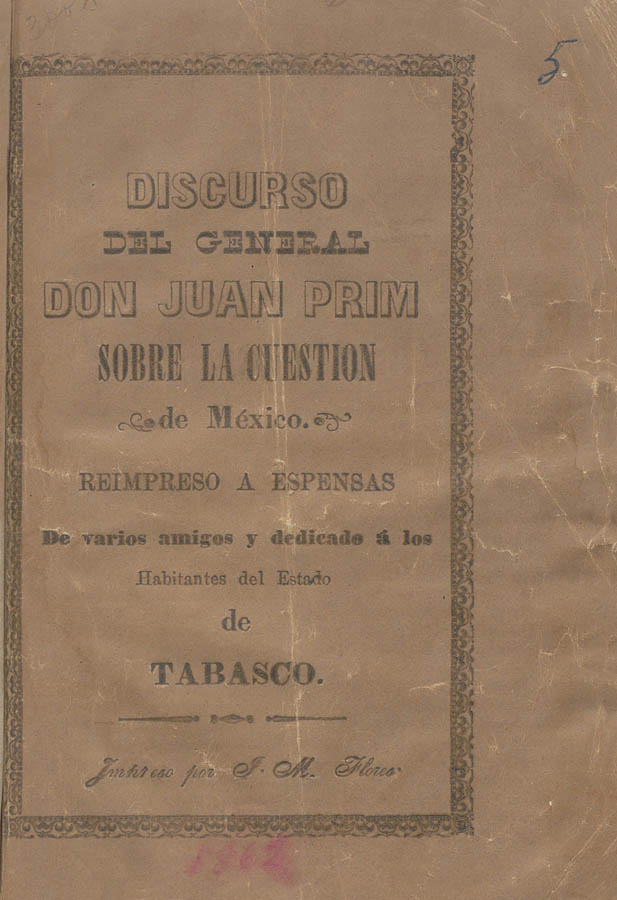 5
DISCURSO
DEL GENERAL
DON JUAN PRIM
SOBRE LA CUESTION
de México.
REIMPRESO A ESPENSAS
De varios amigos y dedicado á los
Habitantes del Estado
de
TABASCO.
Impreso por J. M. Flores.
1862